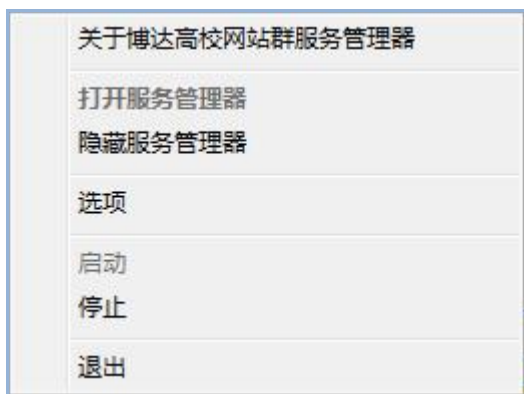 关于博达高校网站群服务管理器
打开服务管理器
隐藏服务管理器
选项
启动
停止
退出